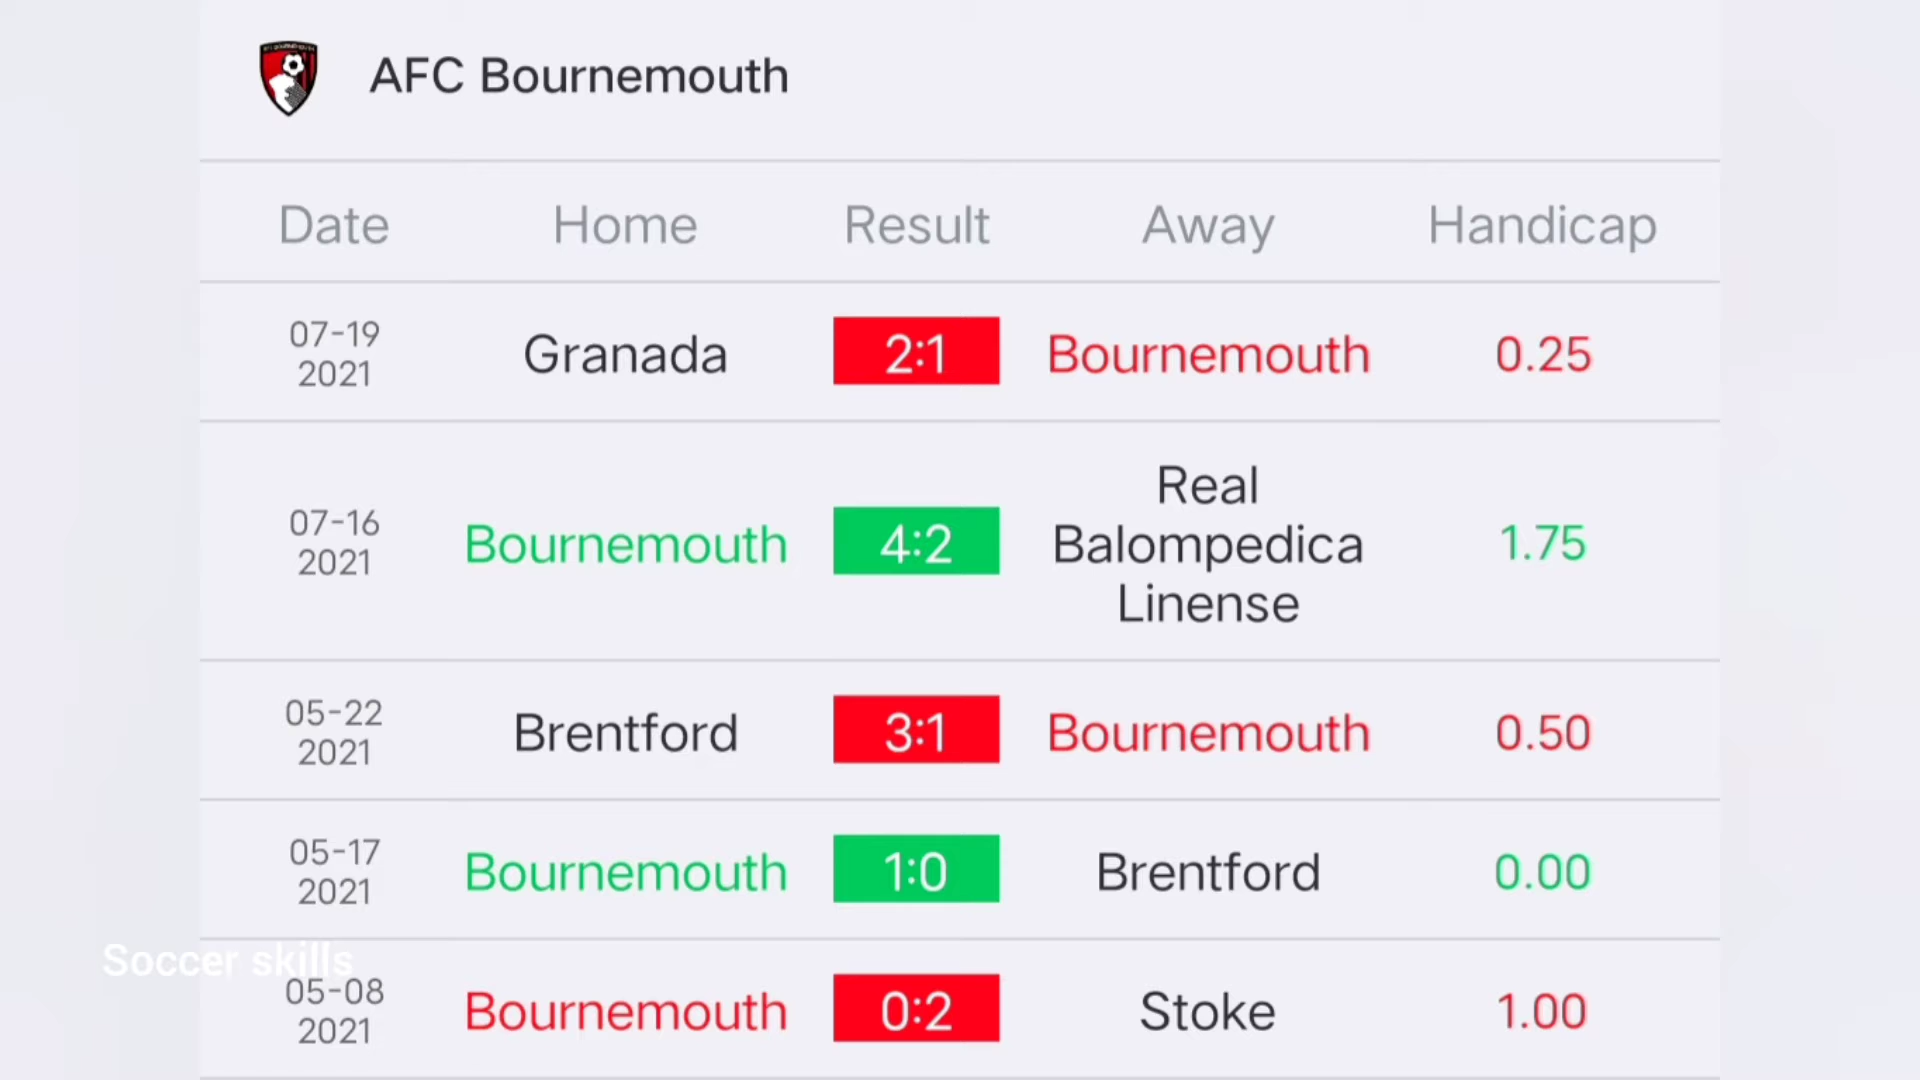 AFC Bournemouth
Date Home Result Away Handicap
07-19
2021
Granada 2:1 Bournemouth 0.25
07-16
2021
Bournemouth 4:2
Real
Balompedica
Linense
1.75
05-22
2021
Brentford 3:1 Bournemouth 0.50
05-17
2021
Bournemouth 1:0 Brentford 0.00
Soccer skills
05-08
2021
Bournemouth 0:2 Stoke 1.00